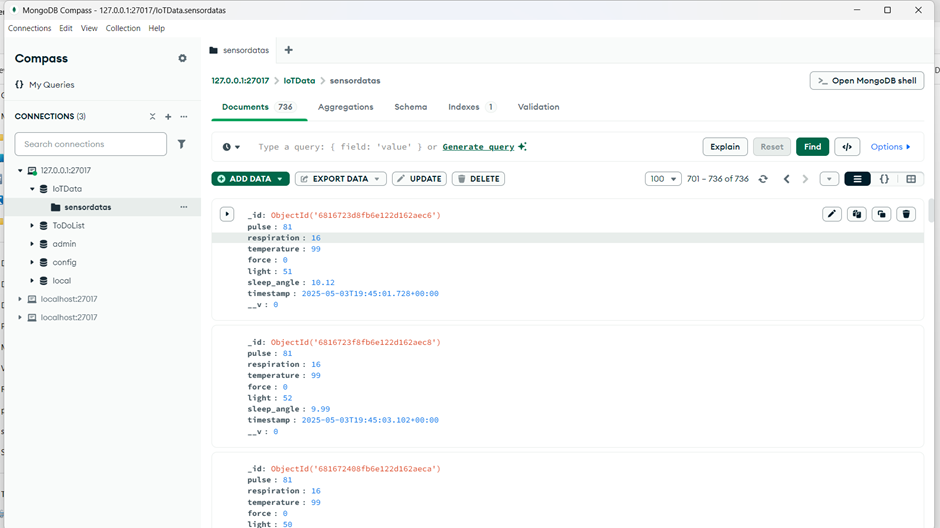 MongoDB Compass - 127.0.0.1:27017/IoTData.sensordatas
Connections Edit View Collection Help
Compass
{} My Queries
CONNECTIONS (3)
Search connections
127.0.0.1:27017
IoTData
sensordatas
ToDoList
admin
config
local
localhost:27017
localhost:27017
sensordatas
127.0.0.1:27017 > IoTData > sensordatas
>_ Open MongoDB shell
Documents 736 Aggregations Schema Indexes 1 Validation
Type a query: { field: 'value' } or Generate query
Explain Reset Find </> Options
ADD DATA EXPORT DATA UPDATE DELETE
100 701 – 736 of 736 {}
_id: ObjectId('6816723d8fb6e122d162aec6')
pulse : 81
respiration : 16
temperature : 99
force : 0
light : 51
sleep_angle : 10.12
timestamp : 2025-05-03T19:45:01.728+00:00
__v : 0
_id: ObjectId('6816723f8fb6e122d162aec8')
pulse : 81
respiration : 16
temperature : 99
force : 0
light : 52
sleep_angle : 9.99
timestamp : 2025-05-03T19:45:03.102+00:00
__v : 0
_id: ObjectId('681672408fb6e122d162aeca')
pulse : 81
respiration : 16
temperature : 99
force : 0
light : 50